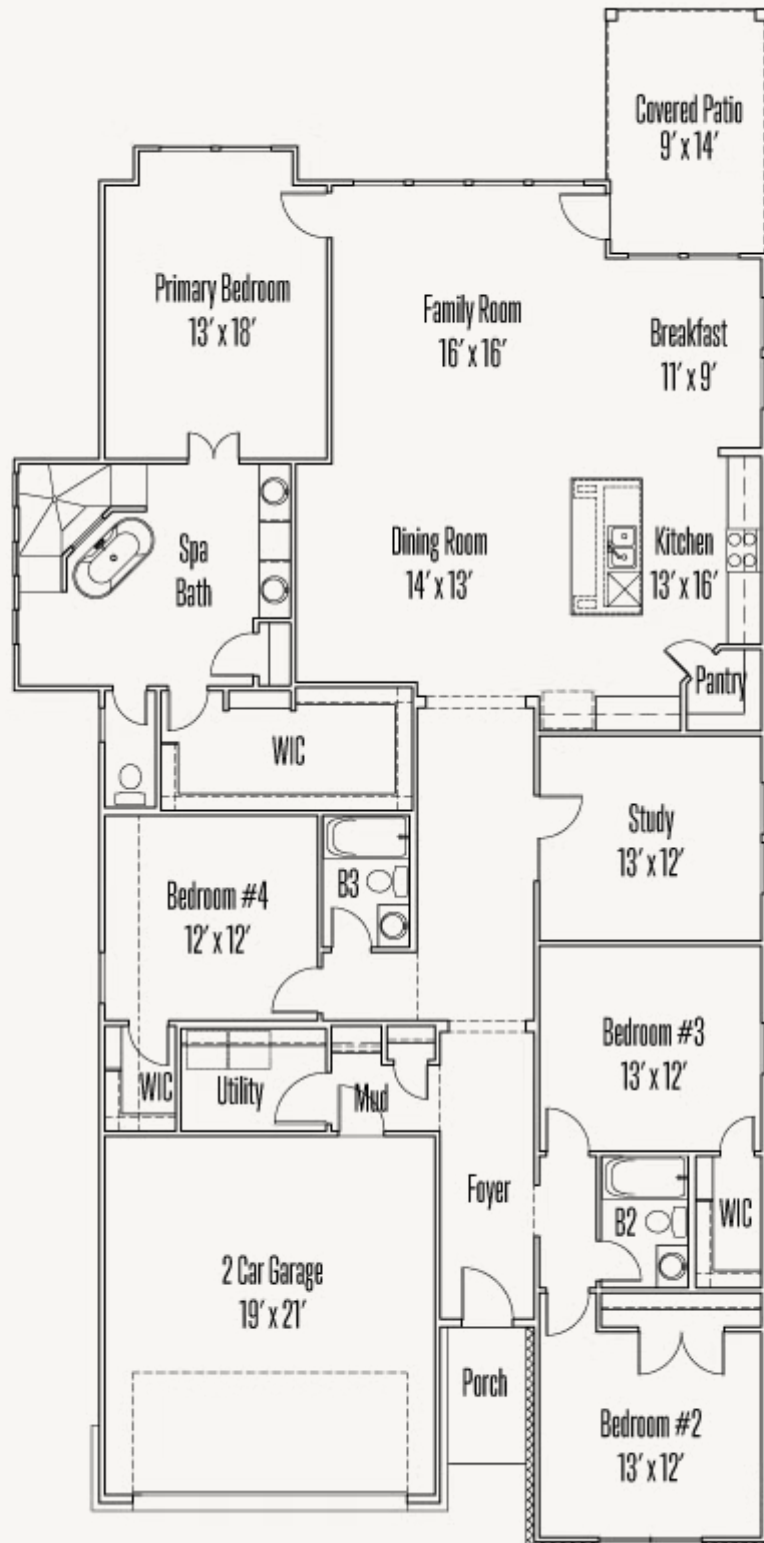 Covered Patio
9' x 14'
Primary Bedroom
13' x 18'
Family Room
16' x 16'
Breakfast
11' x 9'
Spa
Bath
Dining Room
14' x 13'
Kitchen
13' x 16'
Pantry
WIC
Study
13' x 12'
Bedroom #4
12' x 12'
B3
Bedroom #3
13' x 12'
WIC
Utility
Mud
Foyer
B2
WIC
2 Car Garage
19' x 21'
Porch
Bedroom #2
13' x 12'